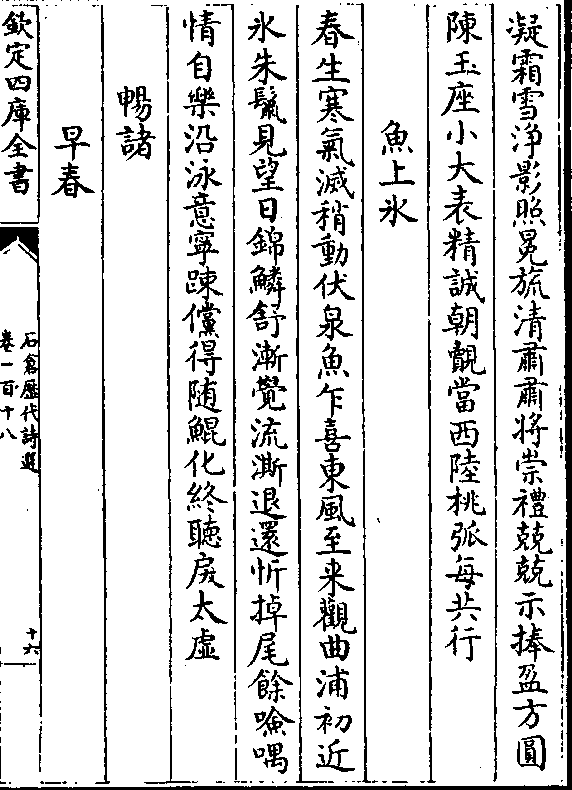 凝霜雪浄影照冕旒清肅肅将崇禮兢兢示捧盈方圓
陳玉座小大表精誠朝覿當西陸桃弧每共行
魚上氷
春生寒氣滅稍動伏泉魚乍喜東風至来觀曲浦初近
氷朱鬛見望日錦鱗舒漸覺流澌退還忻掉尾餘噞喁
情自樂沿泳意寧踈儻得随鯤化終聴戾太虛
暢諸
早春
欽定四庫全書
石倉歷代詩選
卷一百十八
十六